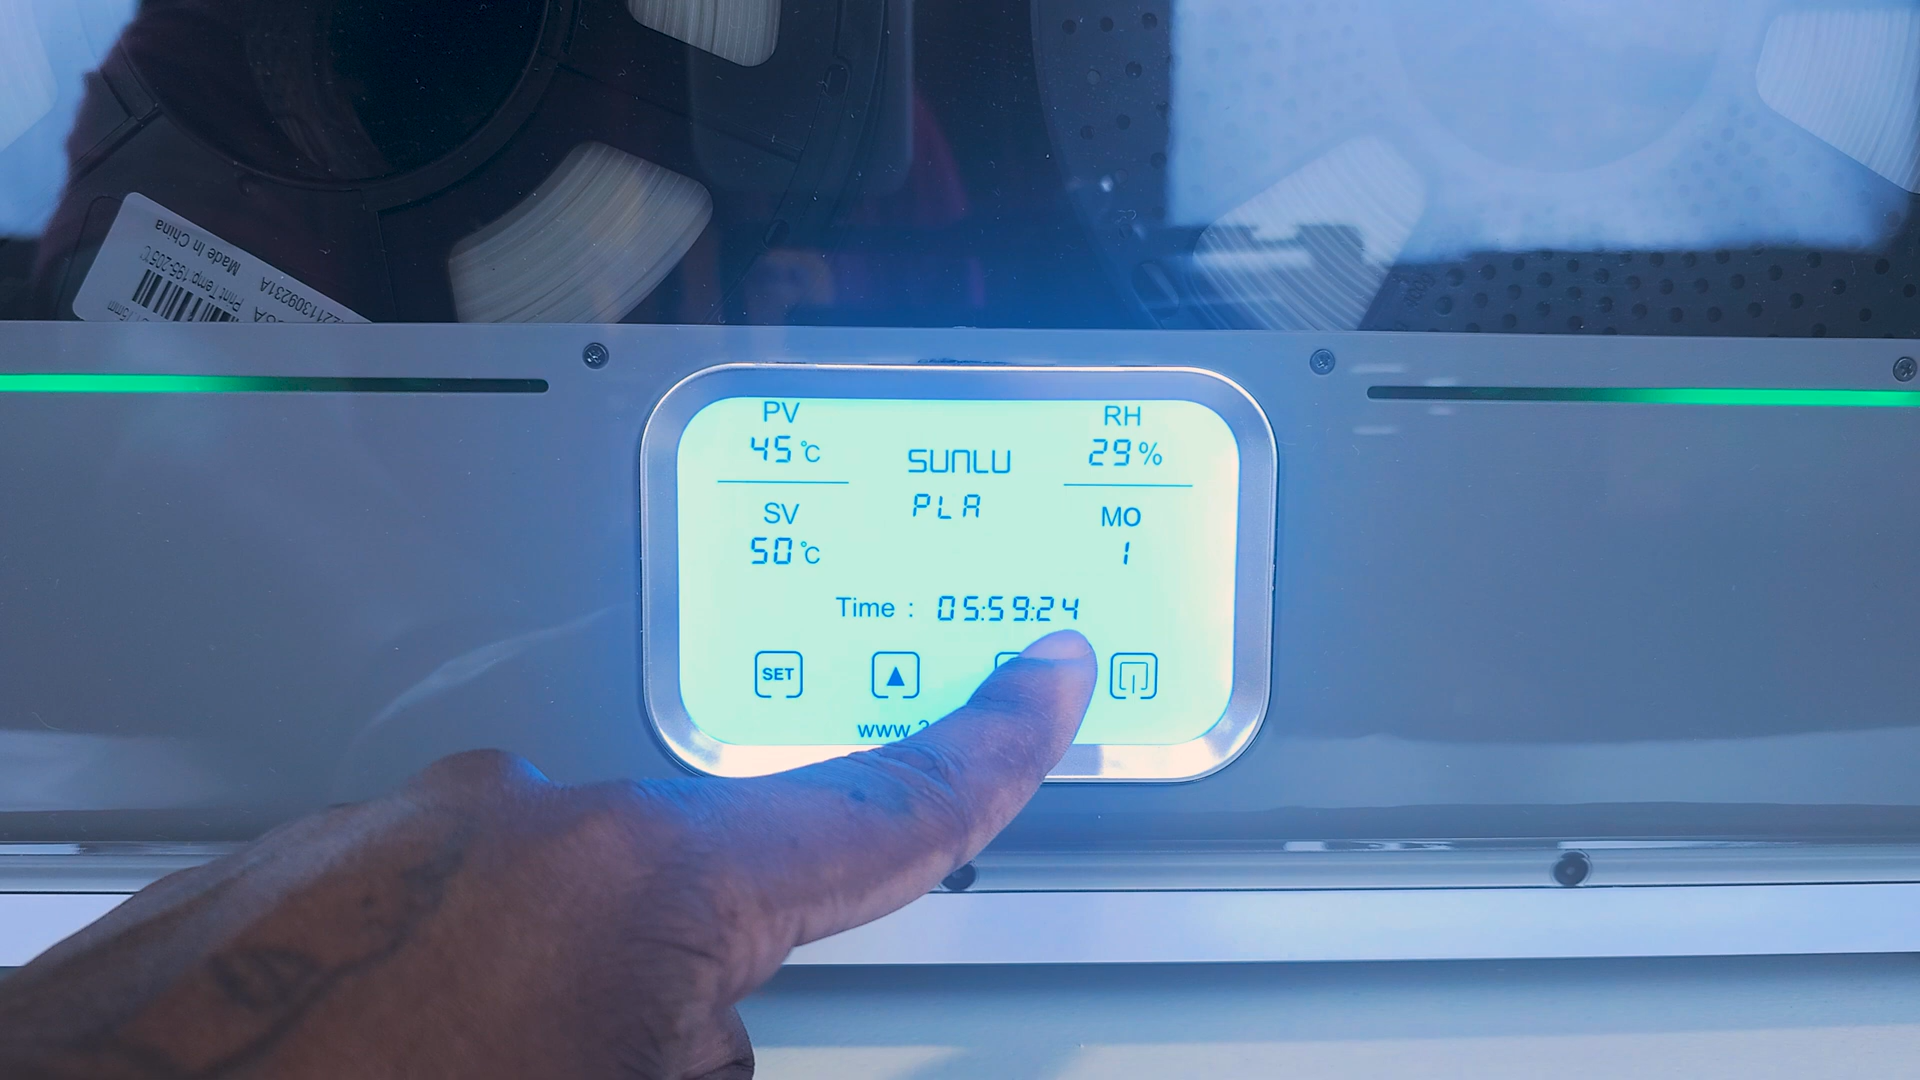 Made In China
Print Temp:195-205℃
PV
45 ℃
SV
50 ℃
SUNLU
PLA
RH
29 %
MO
1
Time : 05:59:24
SET
www.